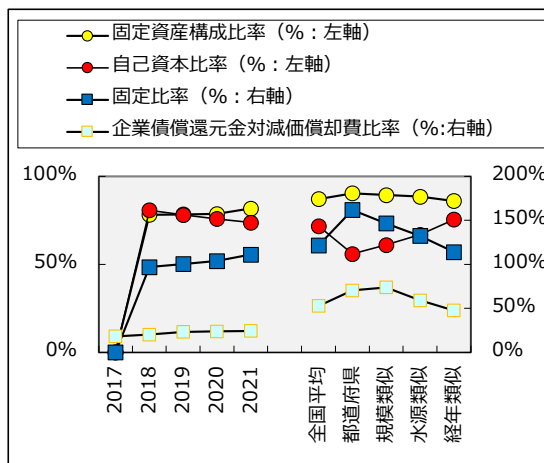 固定資産構成比率（%：左軸）
自己資本比率（%：左軸）
固定比率（%：右軸）
企業債償還元金対減価償却費比率（%:右軸）
100%
50%
0%
200%
150%
100%
50%
0%
2017
2018
2019
2020
2021
全国平均
都道府県
規模類似
水源類似
経年類似